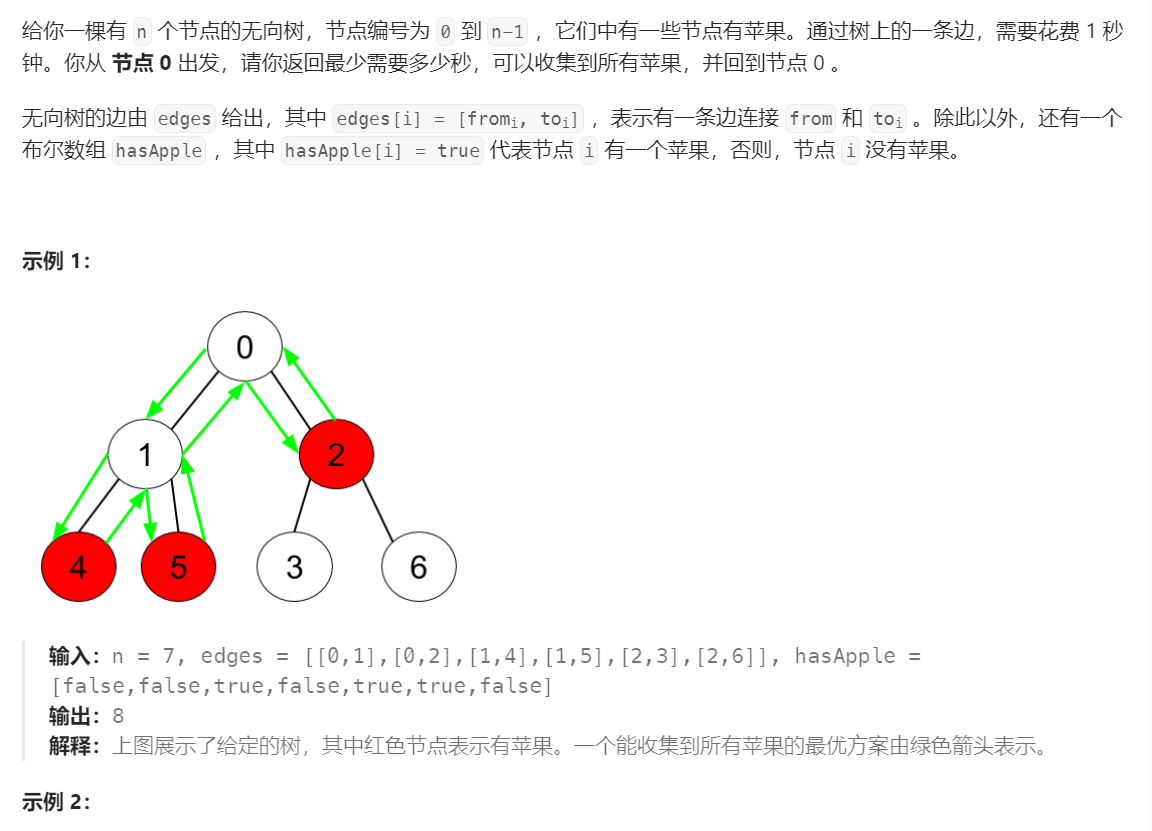 给你一棵有 n 个节点的无向树，节点编号为 0 到 n-1 ，它们中有一些节点有苹果。通过树上的一条边，需要花费 1 秒
钟。你从 节点 0 出发，请你返回最少需要多少秒，可以收集到所有苹果，并回到节点 0 。
无向树的边由 edges 给出，其中 edges[i] = [fromi, toi] ，表示有一条边连接 from 和 toi 。除此以外，还有一个
布尔数组 hasApple ，其中 hasApple[i] = true 代表节点 i 有一个苹果，否则，节点 i 没有苹果。
示例 1：
0
1
2
4
5
3
6
输入：n = 7, edges = [[0,1],[0,2],[1,4],[1,5],[2,3],[2,6]], hasApple =
[false,false,true,false,true,true,false]
输出：8
解释：上图展示了给定的树，其中红色节点表示有苹果。一个能收集到所有苹果的最优方案由绿色箭头表示。
示例 2：